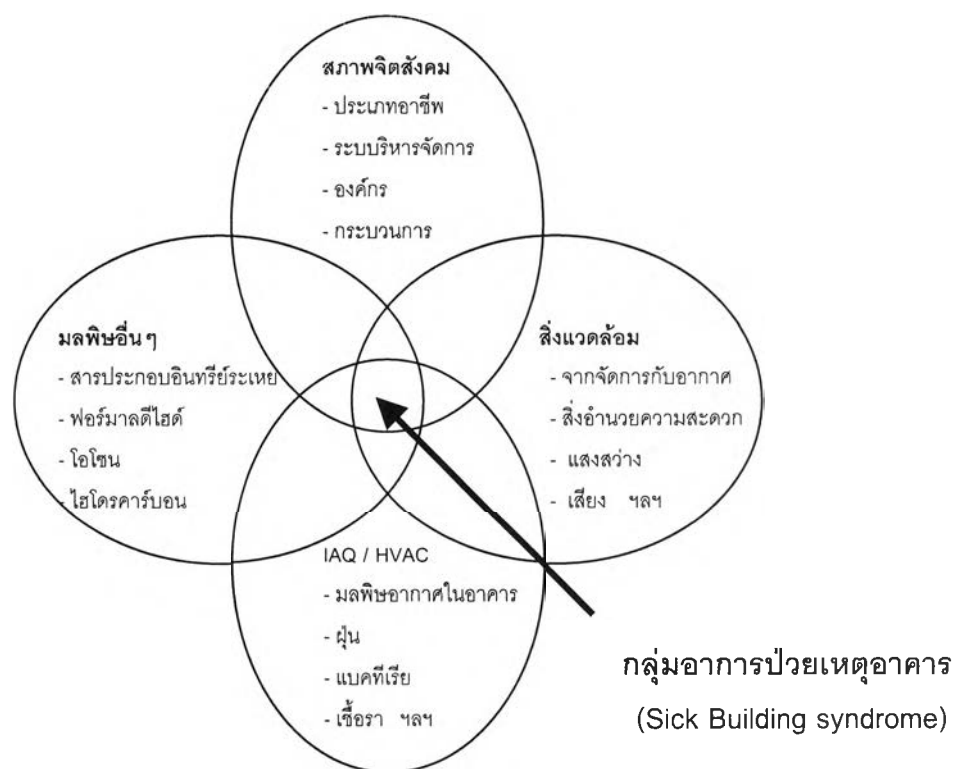 สภาพจิตสังคม
- ประเภทอาชีพ
- ระบบบริหารจัดการ
- องค์กร
- กระบวนการ
มลพิษอื่นๆ
- สารประกอบอินทรีย์ระเหย
- ฟอร์มาลดีไฮด์
- โอโซน
- ไฮโดรคาร์บอน
สิ่งแวดล้อม
- จากจัดการกับอากาศ
- สิ่งอำนวยความสะดวก
- แสงสว่าง
- เสียง ฯลฯ
IAQ / HVAC
- มลพิษอากาศในอาคาร
- ฝุ่น
- แบคทีเรีย
- เชื้อรา ฯลฯ
กลุ่มอาการป่วยเหตุอาคาร
(Sick Building syndrome)